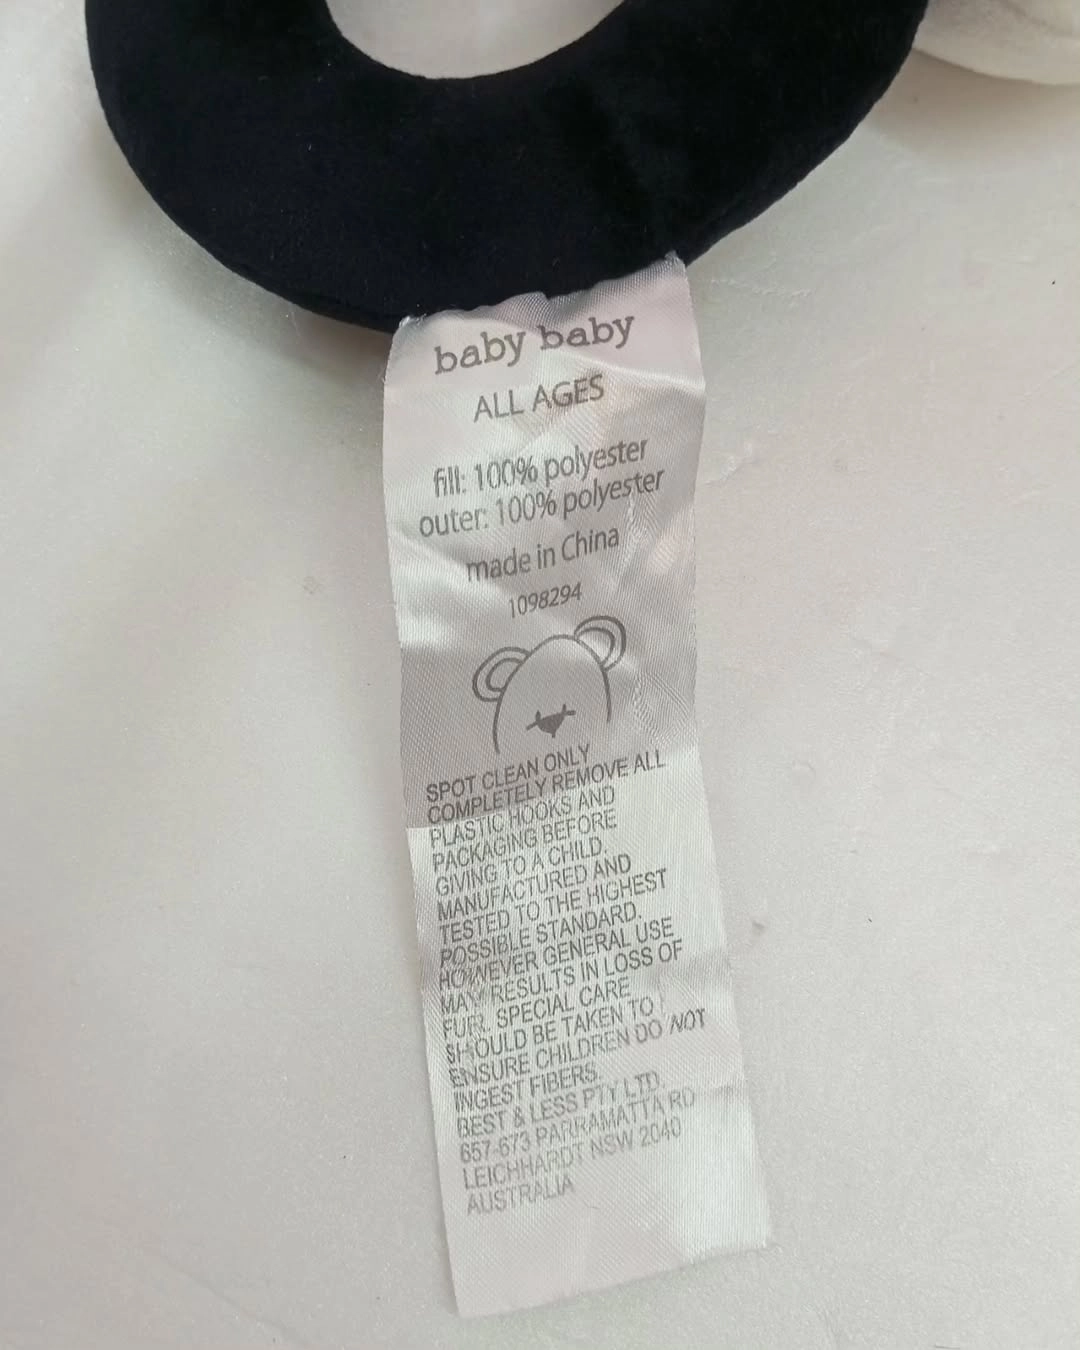 baby baby
ALL AGES
fill: 100% polyester
outer: 100% polyester
made in China
1098294
SPOT CLEAN ONLY
COMPLETELY REMOVE ALL
PLASTIC HOOKS AND
PACKAGING BEFORE
GIVING TO A CHILD.
MANUFACTURED AND
TESTED TO THE HIGHEST
POSSIBLE STANDARD.
HOWEVER GENERAL USE
MAY RESULTS IN LOSS OF
FUR. SPECIAL CARE
SHOULD BE TAKEN TO
ENSURE CHILDREN DO NOT
INGEST FIBERS.
BEST & LESS PTY LTD.
657-673 PARRAMATTA RD
LEICHHARDT NSW 2040
AUSTRALIA